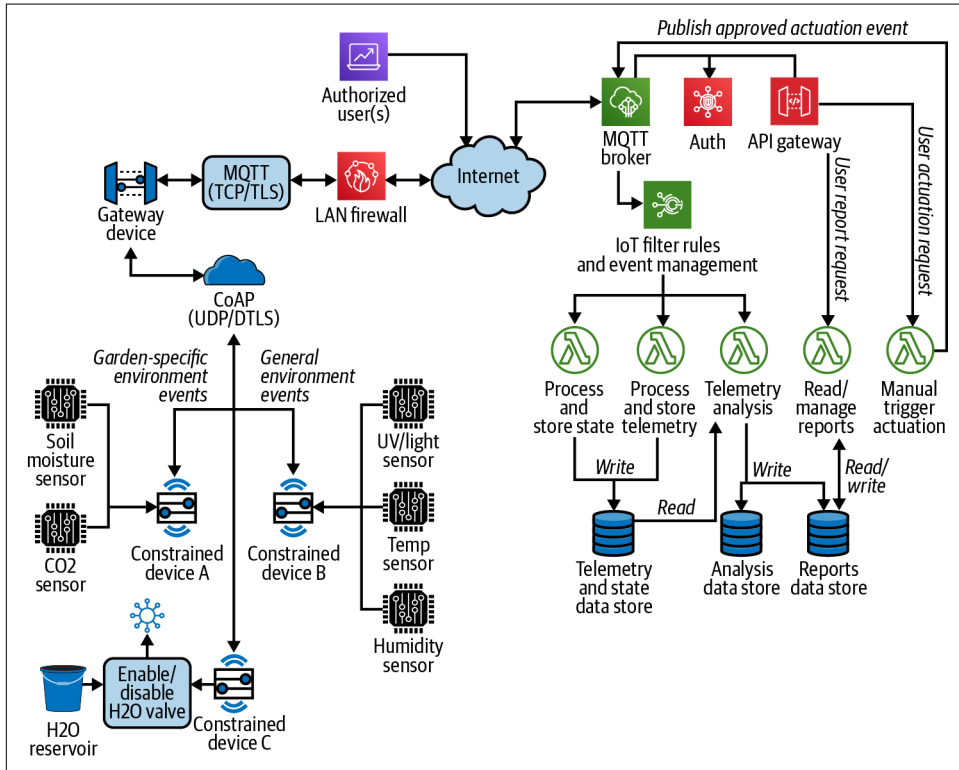 Publish approved actuation event
Authorized
user(s)
MQTT
broker
Auth
API gateway
Internet
MQTT
(TCP/TLS)
LAN firewall
Gateway
device
User report request
User actuation request
IoT filter rules
and event management
CoAP
(UDP/DTLS)
Garden-specific
environment
events
General
environment
events
Process and
store state
Process
and store
telemetry
Telemetry
analysis
Read/
manage
reports
Manual
trigger
actuation
Soil
moisture
sensor
UV/light
sensor
Write
Read
Write
Read/
write
CO2
sensor
Constrained
device A
Constrained
device B
Temp
sensor
Telemetry
and state
data store
Analysis
data store
Reports
data store
Humidity
sensor
H2O
reservoir
Enable/
disable
H2O valve
Constrained
device C